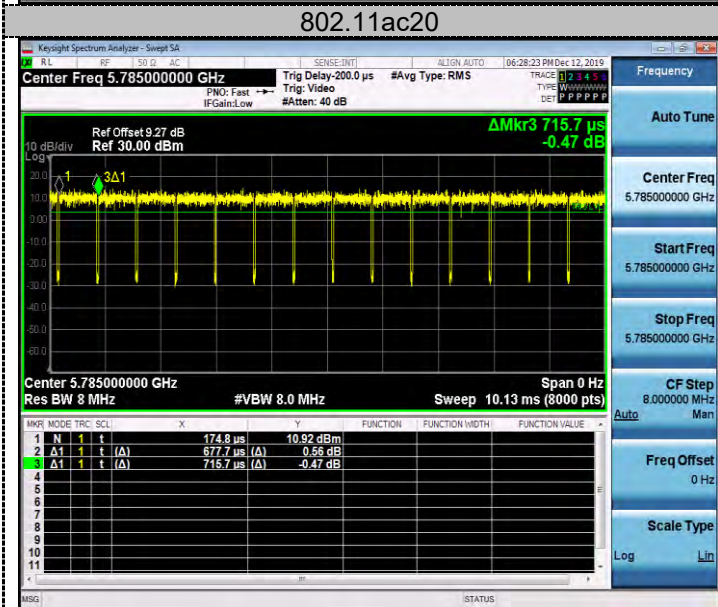 802.11ac20
Keysight Spectrum Analyzer - Swept SA
RL RF 50 Ω AC SENSE:INT ALIGN AUTO 06:28:23 PM Dec 12, 2019
Center Freq 5.785000000 GHz
PNO: Fast
IFGain:Low
Trig Delay-200.0 µs
Trig: Video
#Atten: 40 dB
#Avg Type: RMS
TRACE 1 2 3 4 5 6
TYPE WWWWWW
DET P P P P P P
Ref Offset 9.27 dB
10 dB/div Ref 30.00 dBm
ΔMkr3 715.7 µs
-0.47 dB
Log
20.0
10.0
0.00
-10.0
-20.0
-30.0
-40.0
-50.0
-60.0
1
3Δ1
Center 5.785000000 GHz Span 0 Hz
Res BW 8 MHz #VBW 8.0 MHz Sweep 10.13 ms (8000 pts)
MKR MODE TRC SCL X Y FUNCTION FUNCTION WIDTH FUNCTION VALUE
1 N 1 t 174.8 µs 10.92 dBm
2 Δ1 1 t (Δ) 677.7 µs (Δ) 0.56 dB
3 Δ1 1 t (Δ) 715.7 µs (Δ) -0.47 dB
4
5
6
7
8
9
10
11
MSG STATUS
Frequency
Auto Tune
Center Freq
5.785000000 GHz
Start Freq
5.785000000 GHz
Stop Freq
5.785000000 GHz
CF Step
8.000000 MHz
Auto Man
Freq Offset
0 Hz
Scale Type
Log Lin